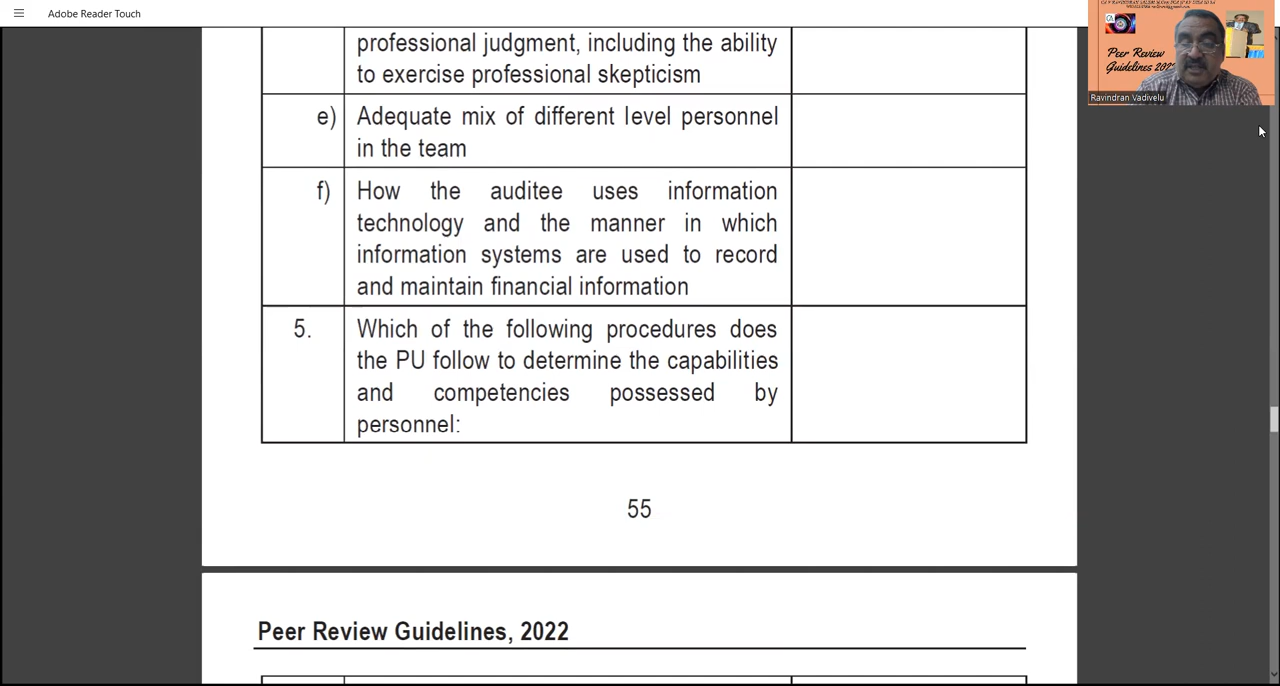 Adobe Reader Touch
professional judgment, including the ability
to exercise professional skepticism
e) Adequate mix of different level personnel
in the team
f) How the auditee uses information
technology and the manner in which
information systems are used to record
and maintain financial information
5. Which of the following procedures does
the PU follow to determine the capabilities
and competencies possessed by
personnel:
55
Peer Review Guidelines, 2022
Peer Review
Guidelines 202
Ravindran Vadivelu